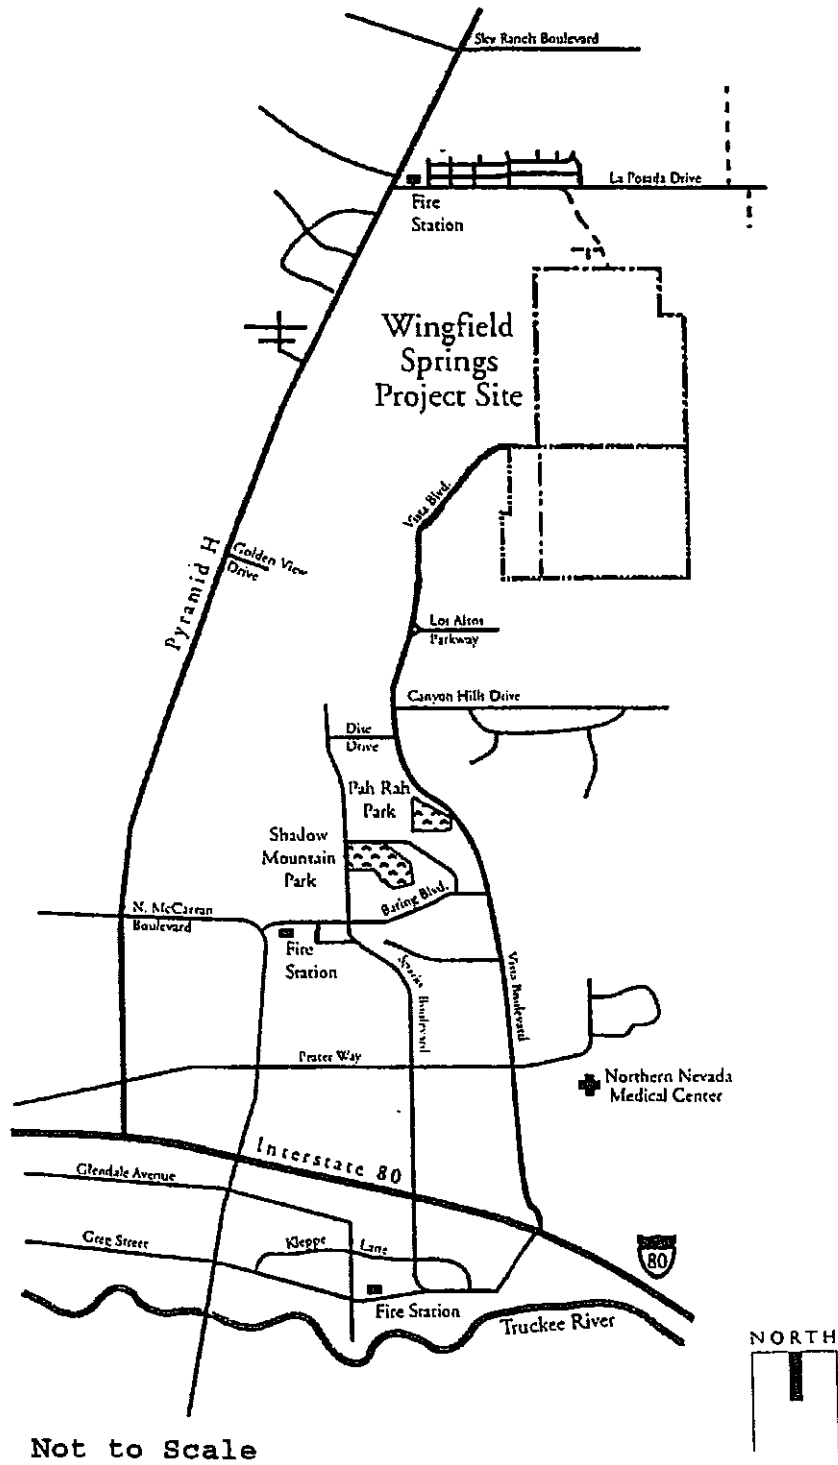 Sky Ranch Boulevard
La Posada Drive
Fire
Station
Wingfield
Springs
Project Site
Vista Blvd.
Pyramid H
Golden View
Drive
Los Altos
Parkway
Canyon Hills Drive
Disc
Drive
Pah Rah
Park
Shadow
Mountain
Park
Baring Blvd.
N. McCarran
Boulevard
Fire
Station
Sparks Boulevard
Vista Boulevard
Prater Way
Northern Nevada
Medical Center
Interstate 80
Glendale Avenue
Greg Street
Kleppe Lane
80
Fire Station
Truckee River
NORTH
Not to Scale